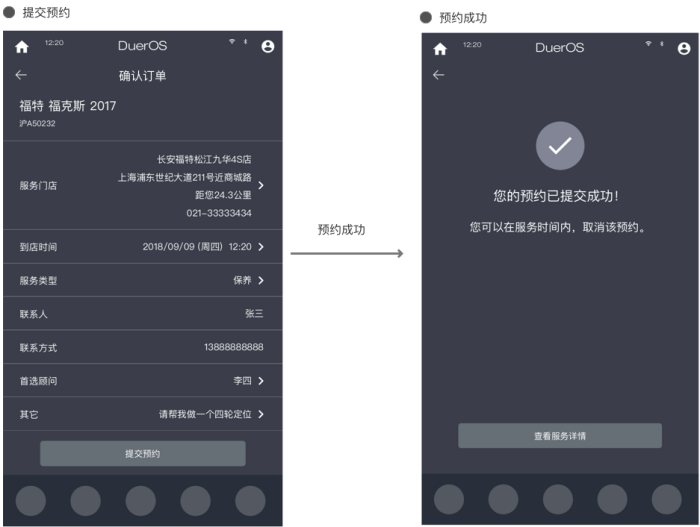 提交预约
12:20
DuerOS
确认订单
福特 福克斯 2017
沪A50232
服务门店
长安福特松江九华4S店
上海浦东世纪大道211号近商城路
距您24.3公里
021-33333434
到店时间 2018/09/09 (周四) 12:20
服务类型 保养
联系人 张三
联系方式 13888888888
首选顾问 李四
其它 请帮我做一个四轮定位
提交预约
预约成功
预约成功
12:20
DuerOS
您的预约已提交成功!
您可以在服务时间内，取消该预约。
查看服务详情